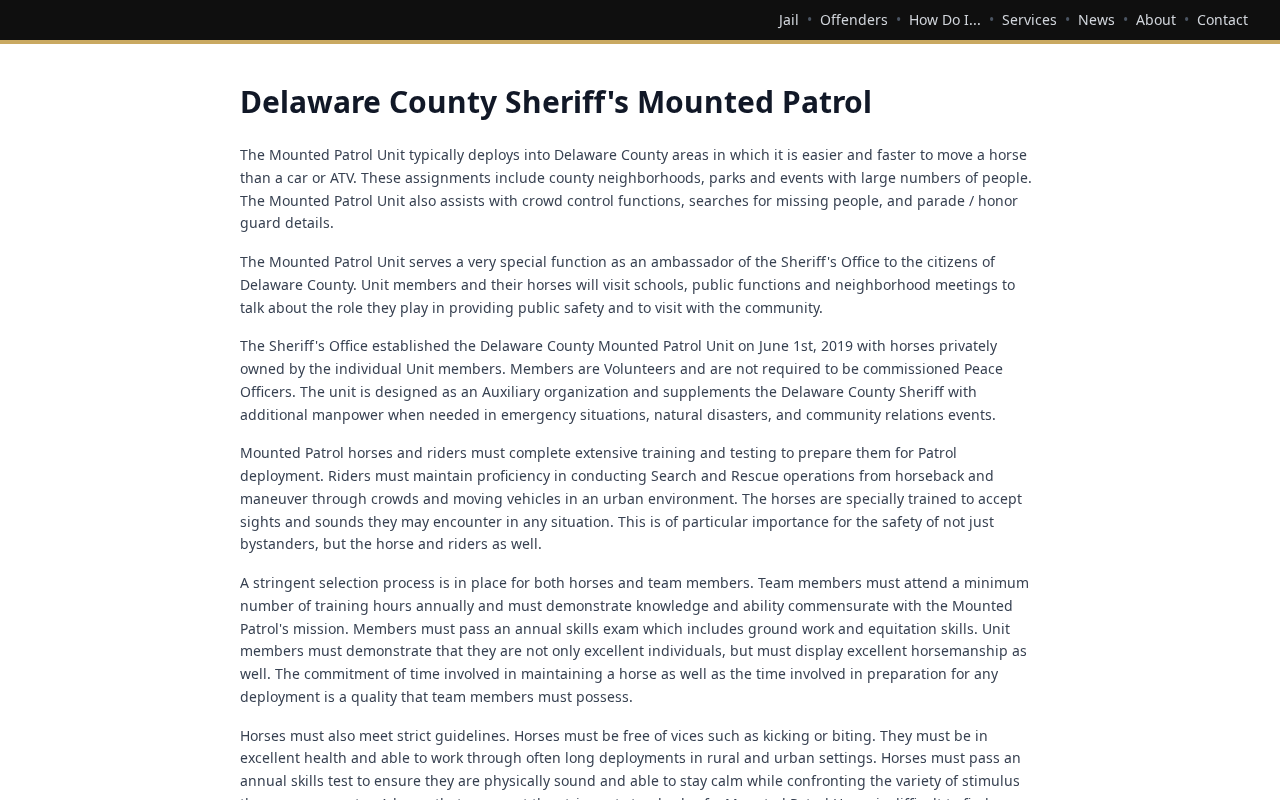 Jail • Offenders • How Do I... • Services • News • About • Contact
Delaware County Sheriff's Mounted Patrol
The Mounted Patrol Unit typically deploys into Delaware County areas in which it is easier and faster to move a horse
than a car or ATV. These assignments include county neighborhoods, parks and events with large numbers of people.
The Mounted Patrol Unit also assists with crowd control functions, searches for missing people, and parade / honor
guard details.
The Mounted Patrol Unit serves a very special function as an ambassador of the Sheriff's Office to the citizens of
Delaware County. Unit members and their horses will visit schools, public functions and neighborhood meetings to
talk about the role they play in providing public safety and to visit with the community.
The Sheriff's Office established the Delaware County Mounted Patrol Unit on June 1st, 2019 with horses privately
owned by the individual Unit members. Members are Volunteers and are not required to be commissioned Peace
Officers. The unit is designed as an Auxiliary organization and supplements the Delaware County Sheriff with
additional manpower when needed in emergency situations, natural disasters, and community relations events.
Mounted Patrol horses and riders must complete extensive training and testing to prepare them for Patrol
deployment. Riders must maintain proficiency in conducting Search and Rescue operations from horseback and
maneuver through crowds and moving vehicles in an urban environment. The horses are specially trained to accept
sights and sounds they may encounter in any situation. This is of particular importance for the safety of not just
bystanders, but the horse and riders as well.
A stringent selection process is in place for both horses and team members. Team members must attend a minimum
number of training hours annually and must demonstrate knowledge and ability commensurate with the Mounted
Patrol's mission. Members must pass an annual skills exam which includes ground work and equitation skills. Unit
members must demonstrate that they are not only excellent individuals, but must display excellent horsemanship as
well. The commitment of time involved in maintaining a horse as well as the time involved in preparation for any
deployment is a quality that team members must possess.
Horses must also meet strict guidelines. Horses must be free of vices such as kicking or biting. They must be in
excellent health and able to work through often long deployments in rural and urban settings. Horses must pass an
annual skills test to ensure they are physically sound and able to stay calm while confronting the variety of stimulus